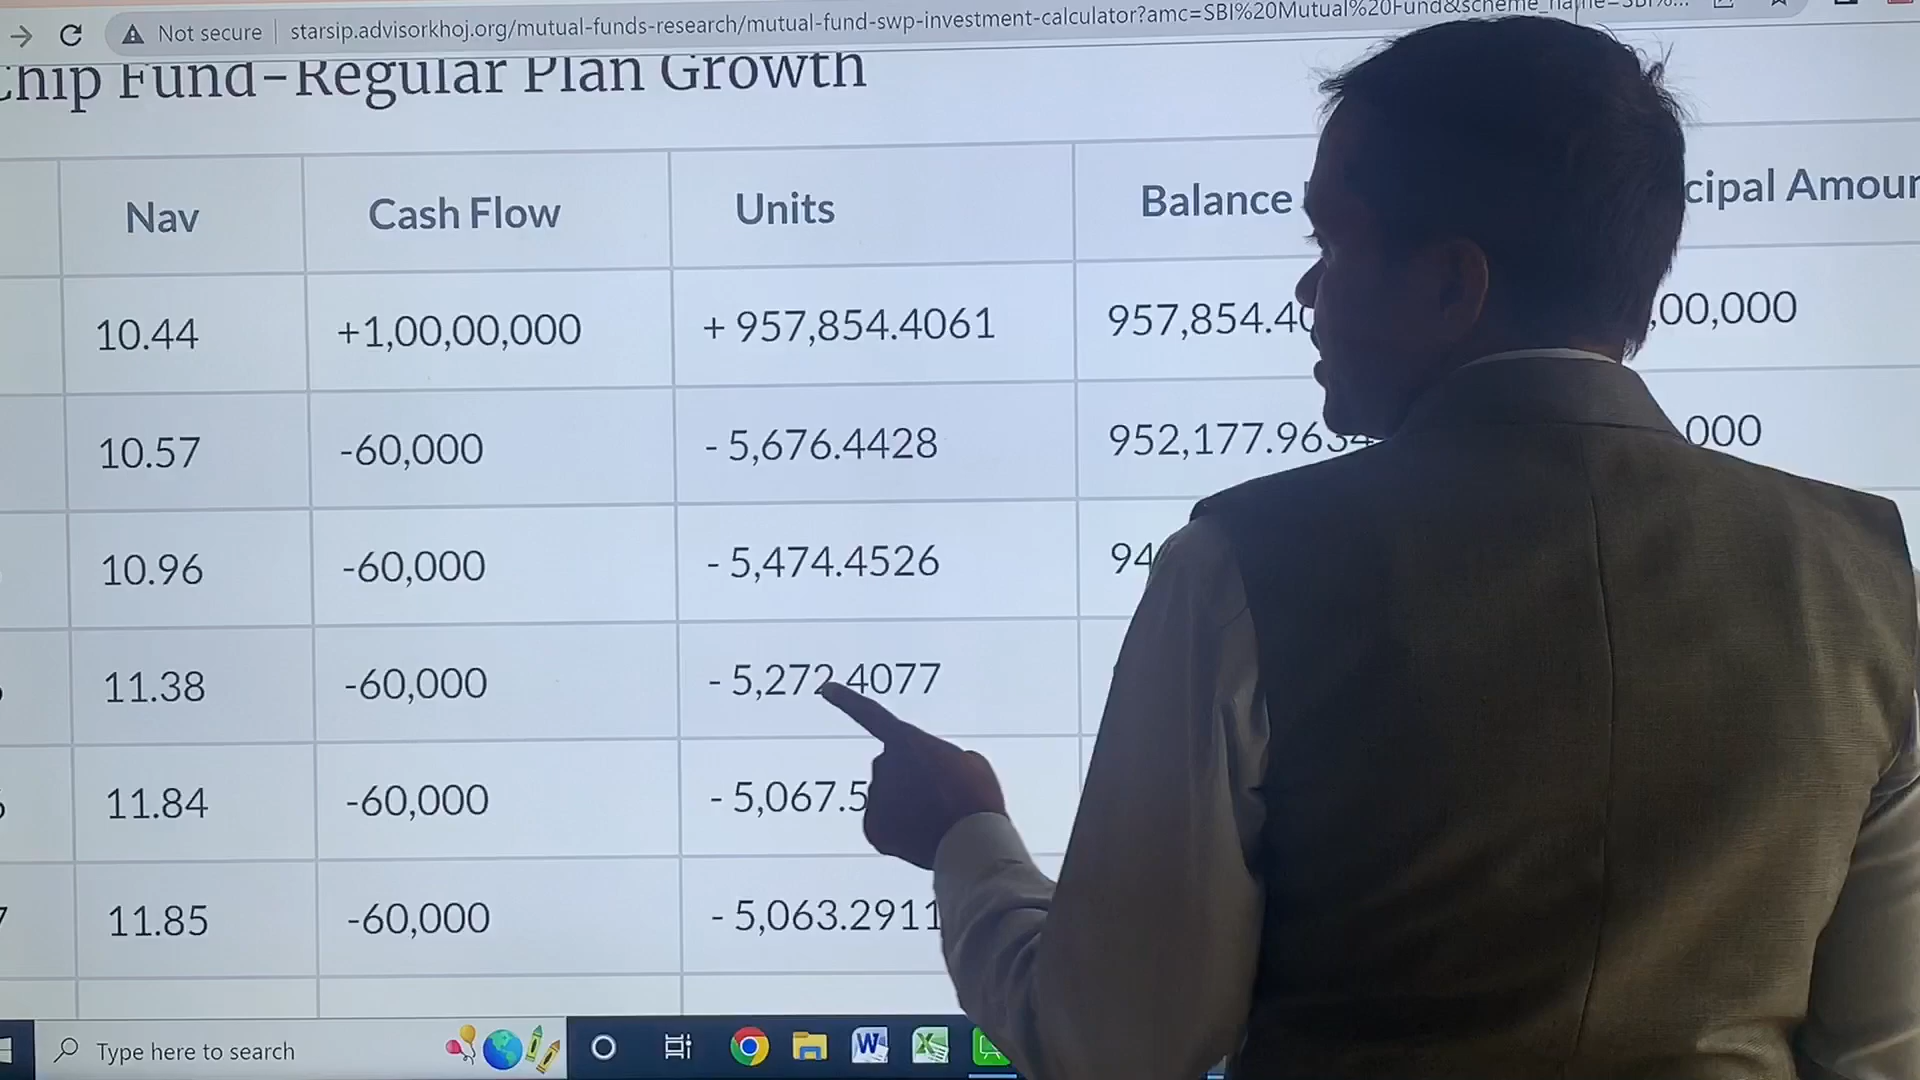 Not secure starsip.advisorkhoj.org/mutual-funds-research/mutual-fund-swp-investment-calculator?amc=SBI%20Mutual%20Fund&scheme_name=SBI%...
Chip Fund-Regular Plan Growth
Nav Cash Flow Units Balance cipal Amoun
10.44 +1,00,00,000 + 957,854.4061 957,854.40 ,00,000
10.57 -60,000 - 5,676.4428 952,177.9634 ,000
10.96 -60,000 - 5,474.4526 94
11.38 -60,000 - 5,272.4077
11.84 -60,000 - 5,067.5
11.85 -60,000 - 5,063.2911
Type here to search